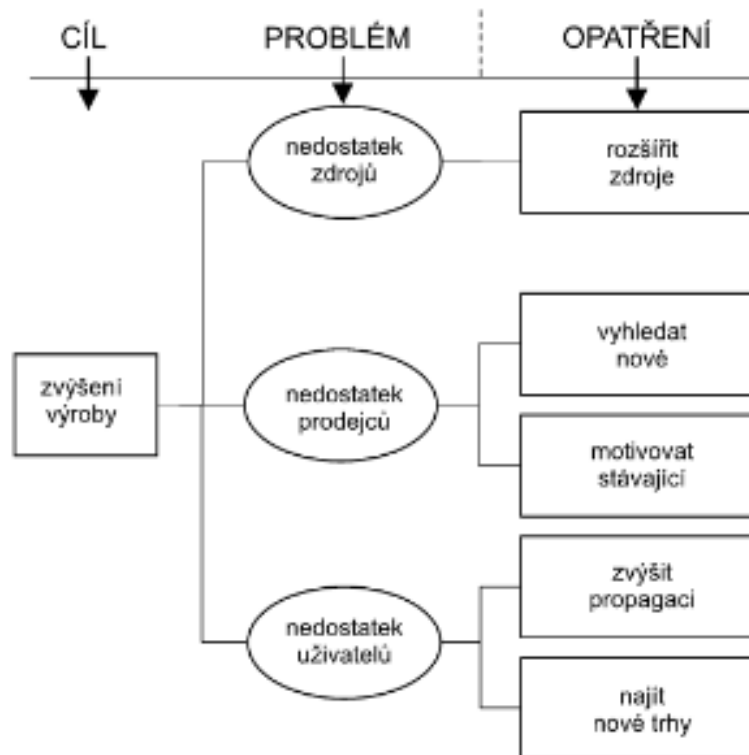 CÍL
PROBLÉM
OPATŘENÍ
nedostatek
zdrojů
rozšířit
zdroje
zvýšení
výroby
nedostatek
prodejců
vyhledat
nové
motivovat
stávající
nedostatek
uživatelů
zvýšit
propagaci
najít
nové trhy